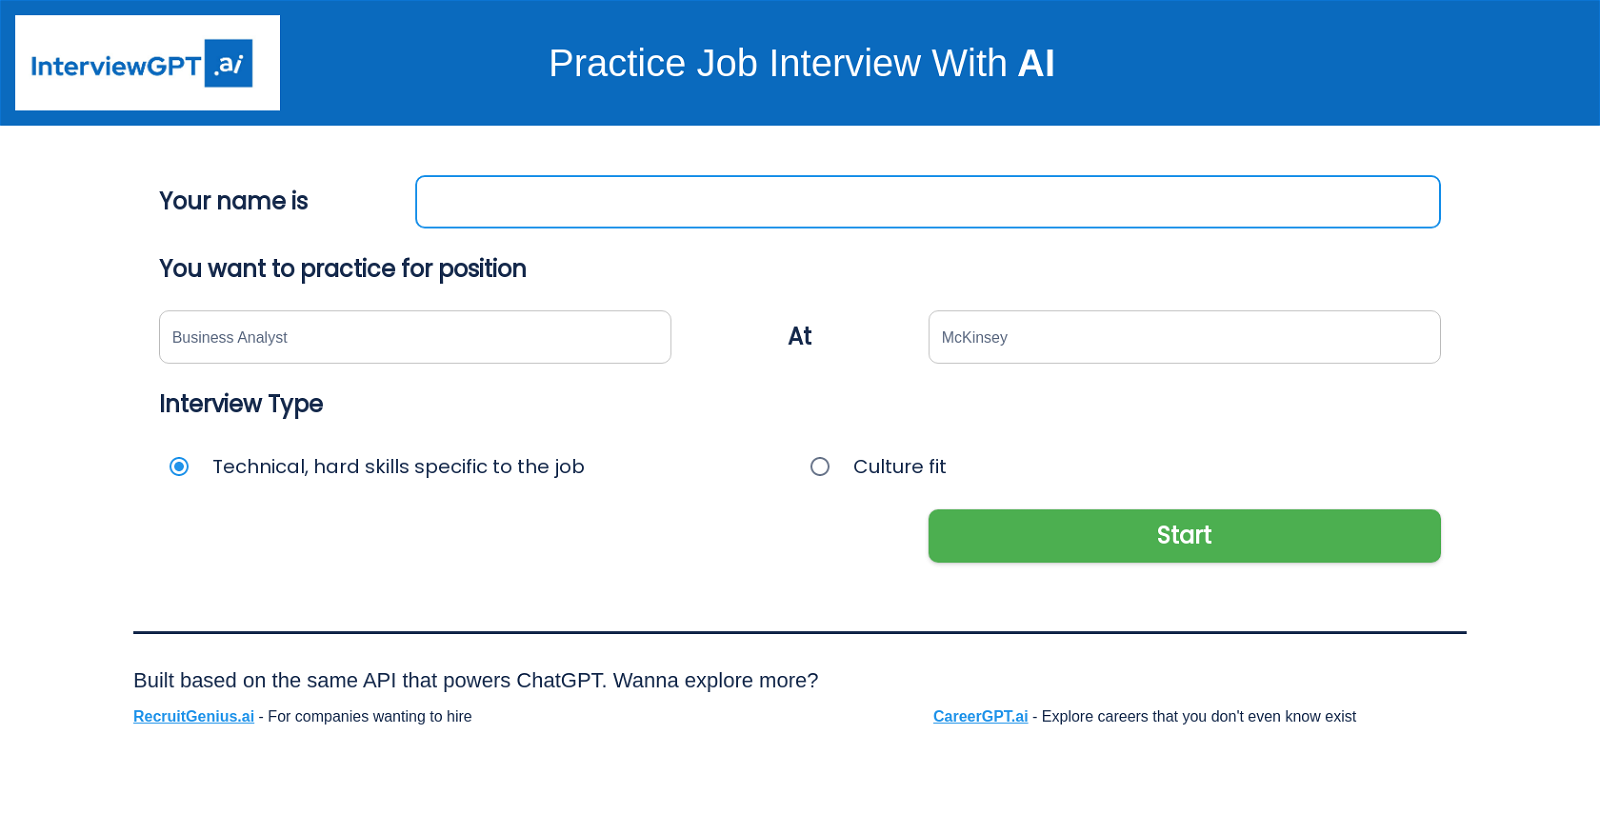 InterviewGPT .ai
Practice Job Interview With AI
Your name is
You want to practice for position
Business Analyst
At
McKinsey
Interview Type
Technical, hard skills specific to the job
Culture fit
Start
Built based on the same API that powers ChatGPT. Wanna explore more?
RecruitGenius.ai - For companies wanting to hire
CareerGPT.ai - Explore careers that you don't even know exist